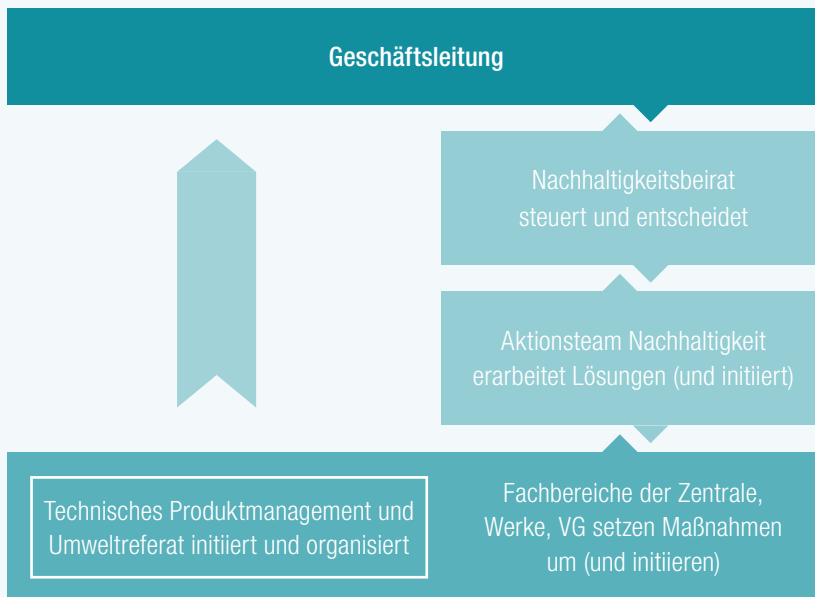 Geschäftsleitung
Nachhaltigkeitsbeirat
steuert und entscheidet
Aktionsteam Nachhaltigkeit
erarbeitet Lösungen (und initiiert)
Technisches Produktmanagement und
Umweltreferat initiiert und organisiert
Fachbereiche der Zentrale,
Werke, VG setzen Maßnahmen
um (und initiieren)